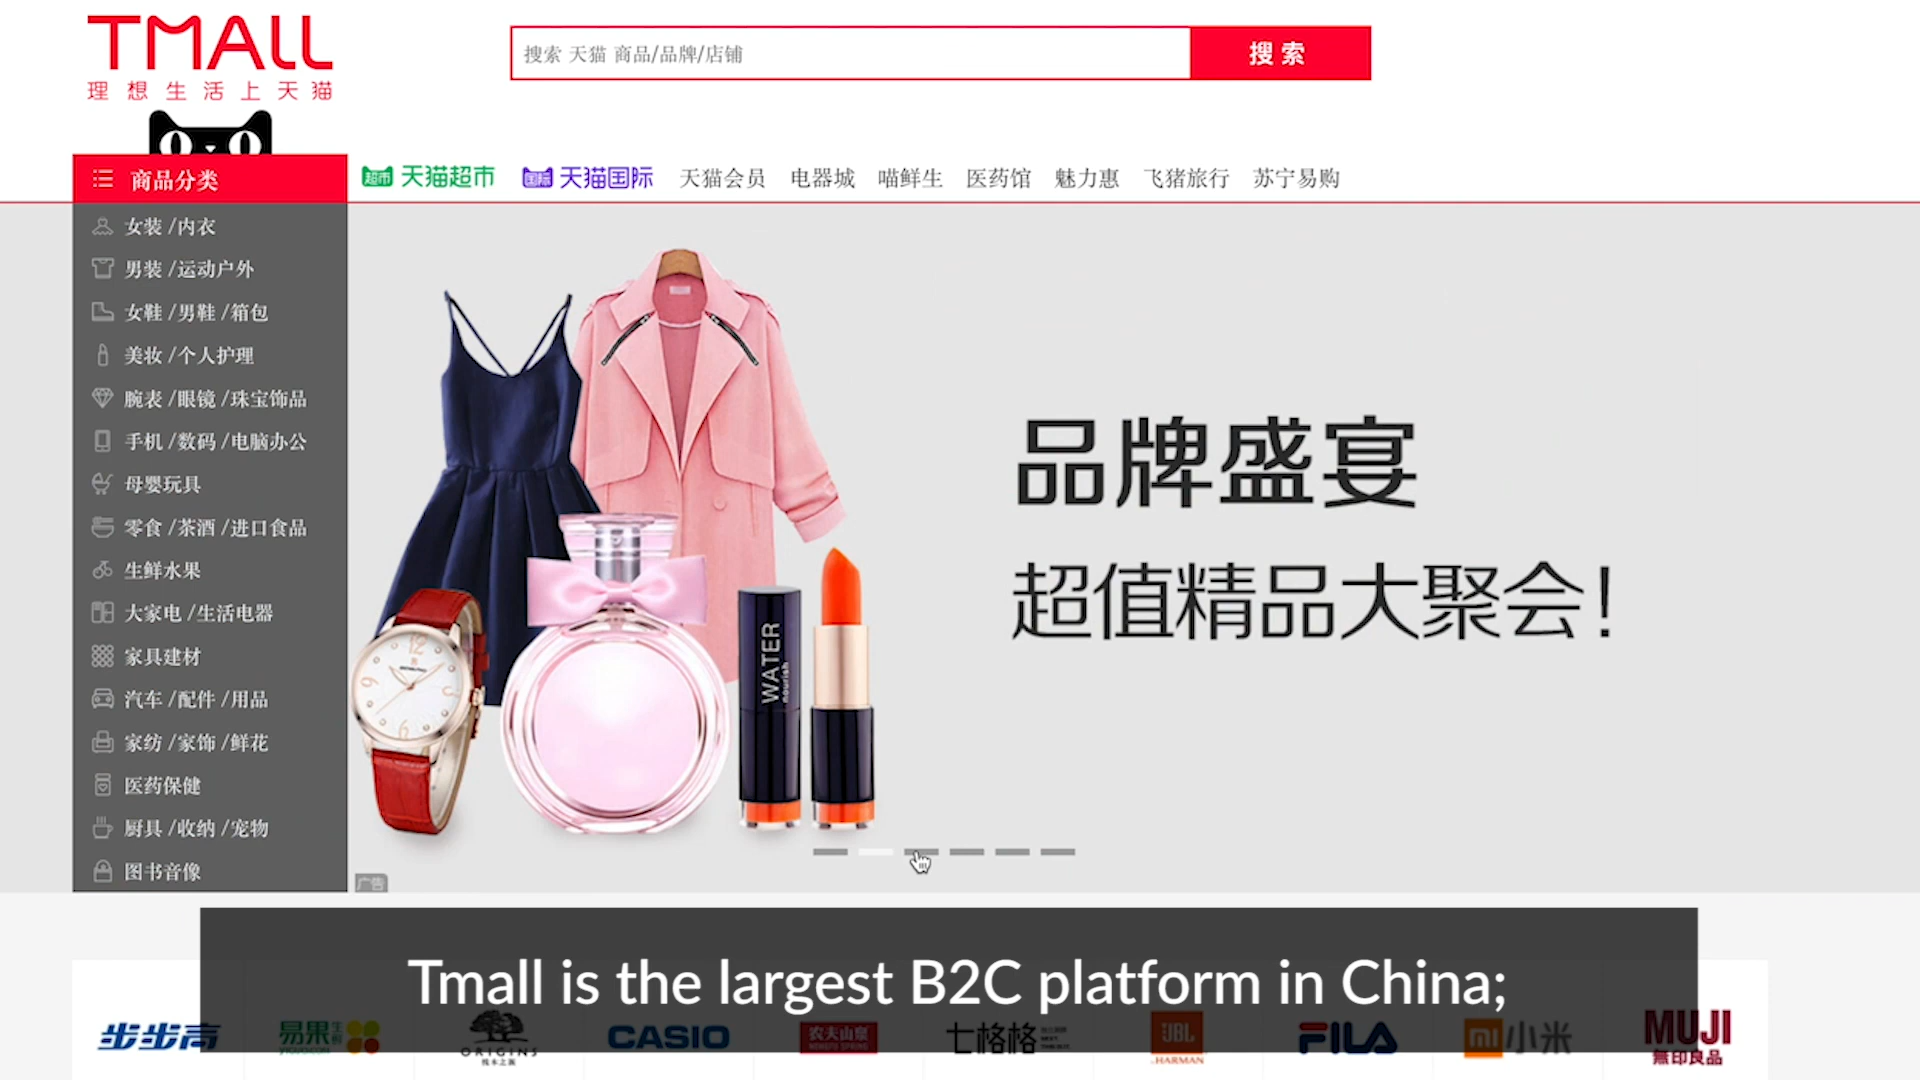 TMALL
理想生活上天猫
搜索 天猫 商品/品牌/店铺
搜索
商品分类
超市 天猫超市
国际 天猫国际
天猫会员 电器城 喵鲜生 医药馆 魅力惠 飞猪旅行 苏宁易购
女装 /内衣
男装 /运动户外
女鞋 /男鞋 /箱包
美妆 /个人护理
腕表 /眼镜 /珠宝饰品
手机 /数码 /电脑办公
母婴玩具
零食 /茶酒 /进口食品
生鲜水果
大家电 /生活电器
家具建材
汽车 /配件 /用品
家纺 /家饰 /鲜花
医药保健
厨具 /收纳 /宠物
图书音像
品牌盛宴
超值精品大聚会!
WATER
nourish
广告
Tmall is the largest B2C platform in China;
步步高
易果生鲜
ORIGINS
CASIO
农夫山泉
七格格
JBL
HARMAN
FILA
小米
MUJI
無印良品